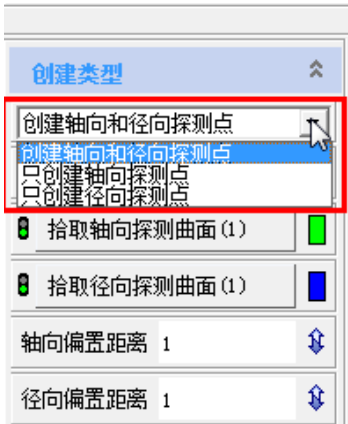 创建类型
创建轴向和径向探测点
创建轴向和径向探测点
只创建轴向探测点
只创建径向探测点
拾取轴向探测曲面(1)
拾取径向探测曲面(1)
轴向偏置距离 1
径向偏置距离 1